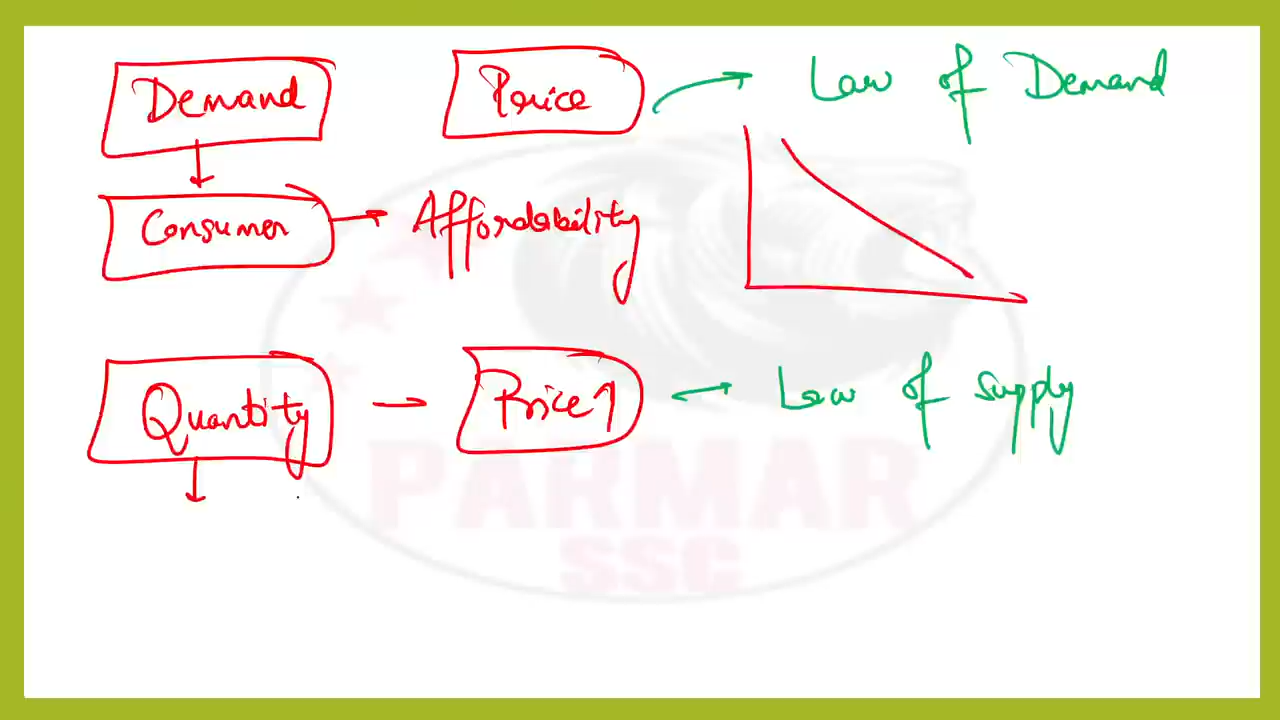 Demand Price Law of Demand
Consumer Affordability
Quantity Price↑ Law of supply
PARMAR
SSC